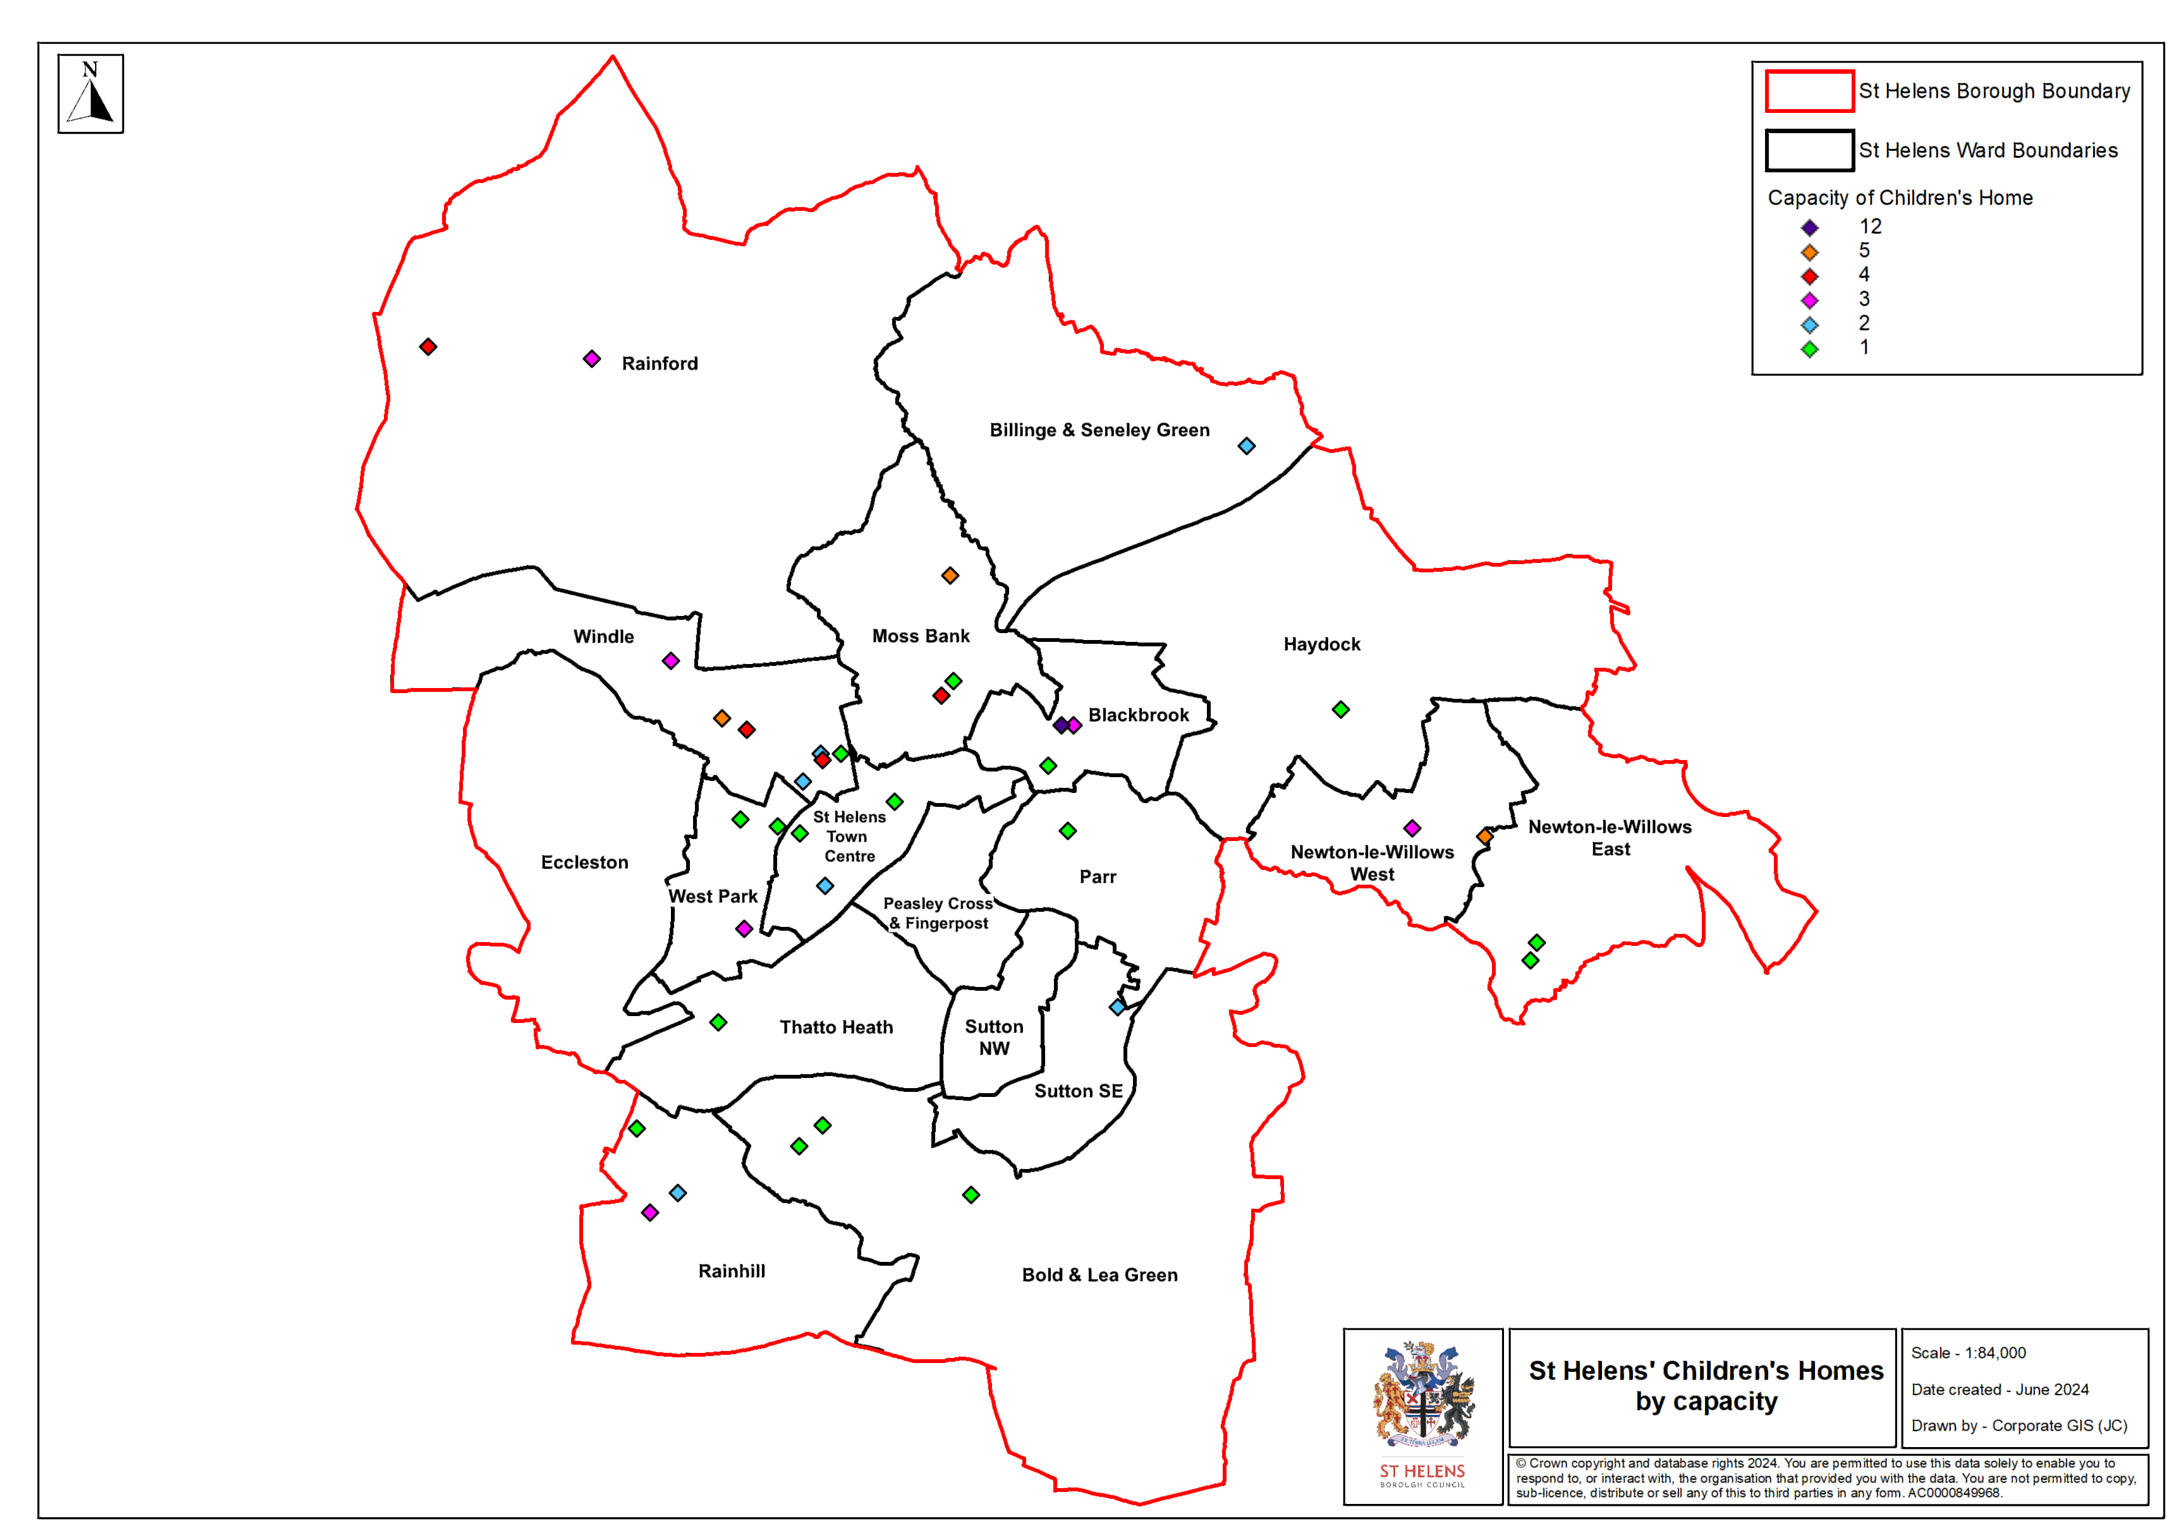 N
St Helens Borough Boundary
St Helens Ward Boundaries
Capacity of Children's Home
12
5
4
3
2
1
Rainford
Billinge & Seneley Green
Windle
Moss Bank
Haydock
Blackbrook
St Helens
Town
Centre
Newton-le-Willows
East
Newton-le-Willows
West
Eccleston
West Park
Parr
Peasley Cross
& Fingerpost
Thatto Heath
Sutton
NW
Sutton SE
Rainhill
Bold & Lea Green
ST HELENS
BOROUGH COUNCIL
St Helens' Children's Homes
by capacity
Scale - 1:84,000
Date created - June 2024
Drawn by - Corporate GIS (JC)
© Crown copyright and database rights 2024. You are permitted to use this data solely to enable you to
respond to, or interact with, the organisation that provided you with the data. You are not permitted to copy,
sub-licence, distribute or sell any of this to third parties in any form. AC0000849968.